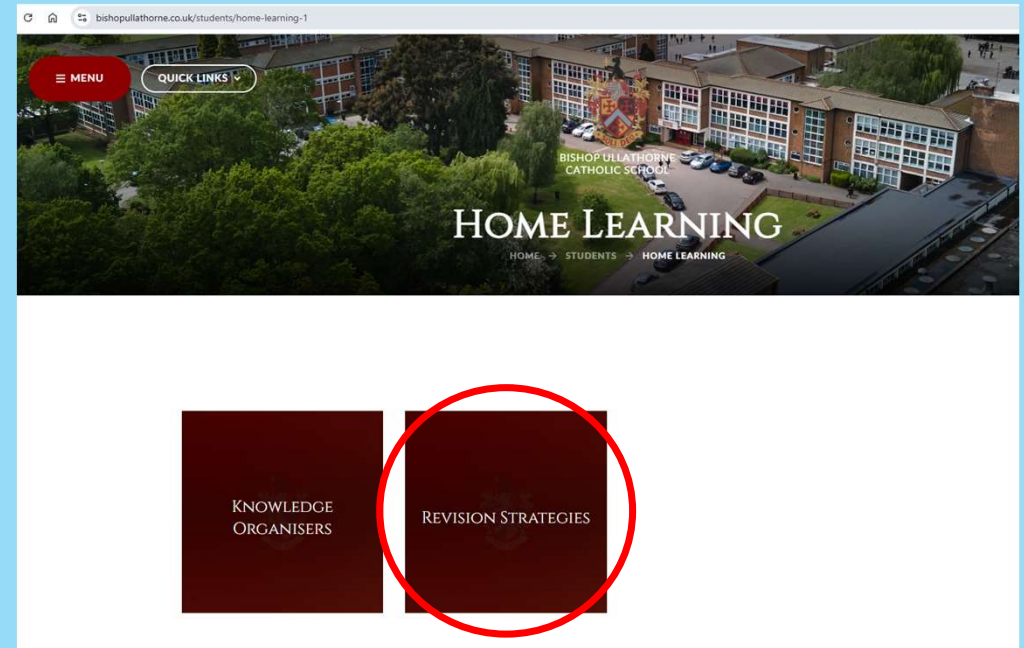 bishopullathorne.co.uk/students/home-learning-1
MENU
QUICK LINKS
BISHOP ULLATHORNE
CATHOLIC SCHOOL
HOME LEARNING
HOME → STUDENTS → HOME LEARNING
KNOWLEDGE
ORGANISERS
REVISION STRATEGIES